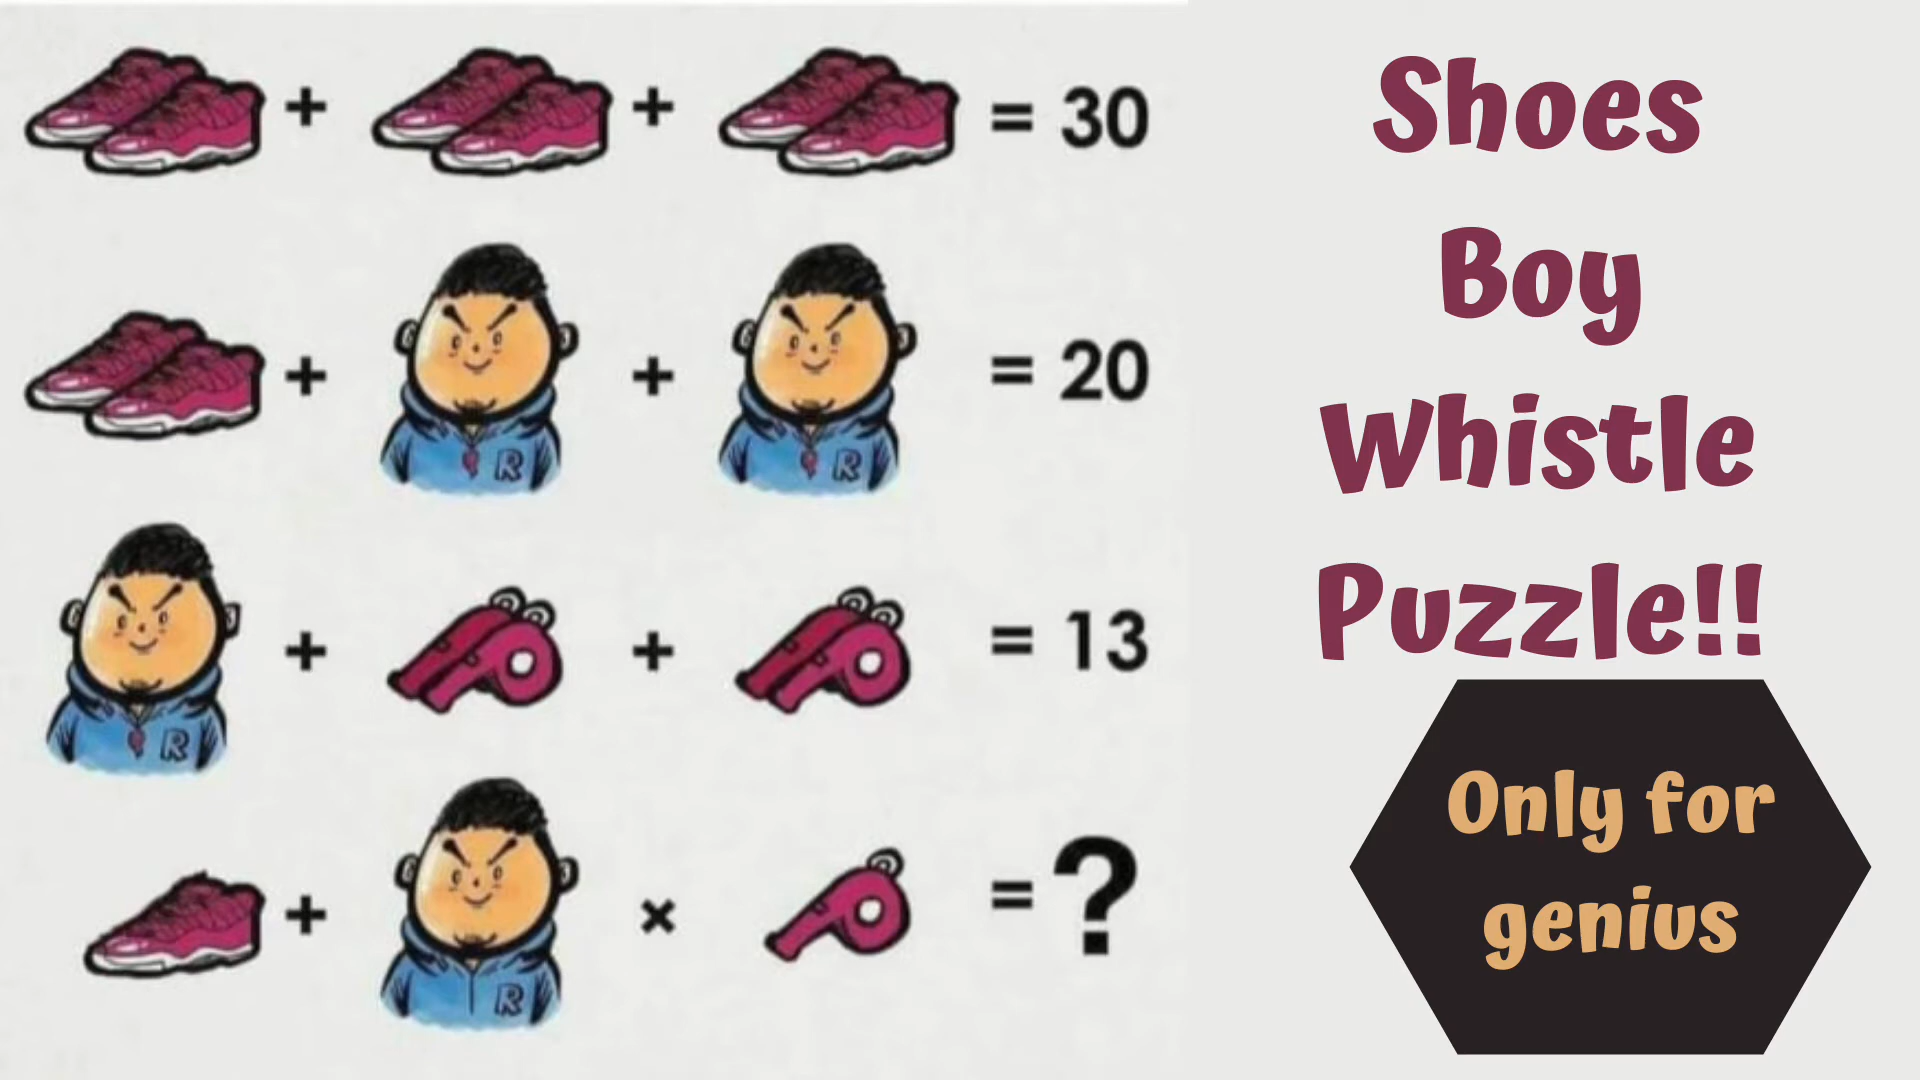 + + = 30
Shoes
Boy
+ + = 20
R R
Whistle
+ + = 13
R
Puzzle!!
+ × = ?
R
Only for
genius